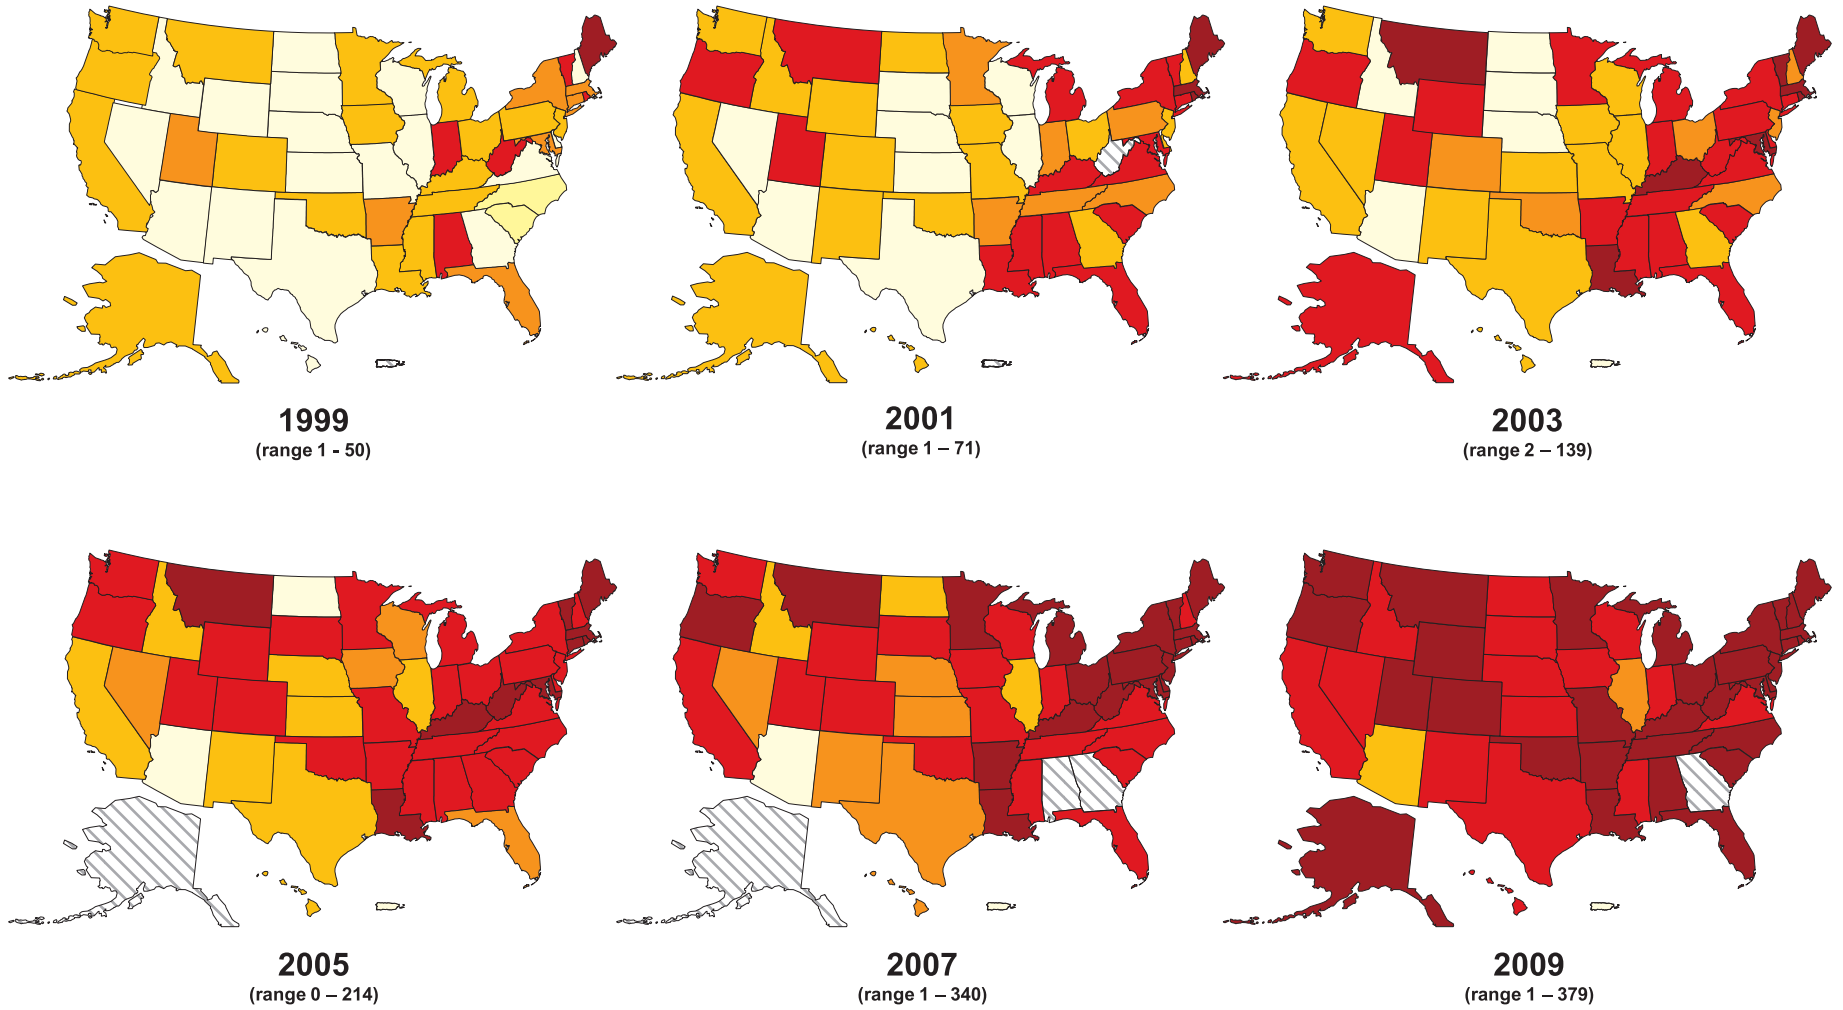 1999
(range 1 - 50)
2001
(range 1 – 71)
2003
(range 2 – 139)
2005
(range 0 – 214)
2007
(range 1 – 340)
2009
(range 1 – 379)